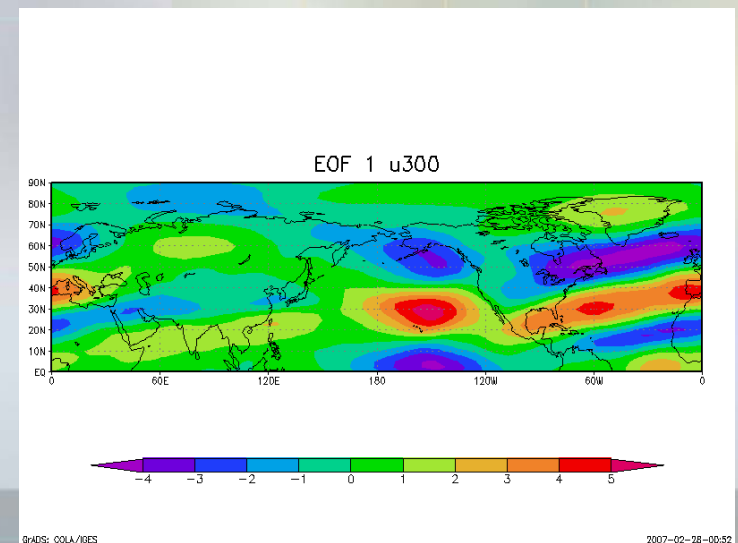 EOF 1 u300
90N
80N
70N
60N
50N
40N
30N
20N
10N
EQ
0 60E 120E 180 120W 60W 0
-4 -3 -2 -1 0 1 2 3 4 5
GrADS: COLA/IGES 2007-02-28-00:52